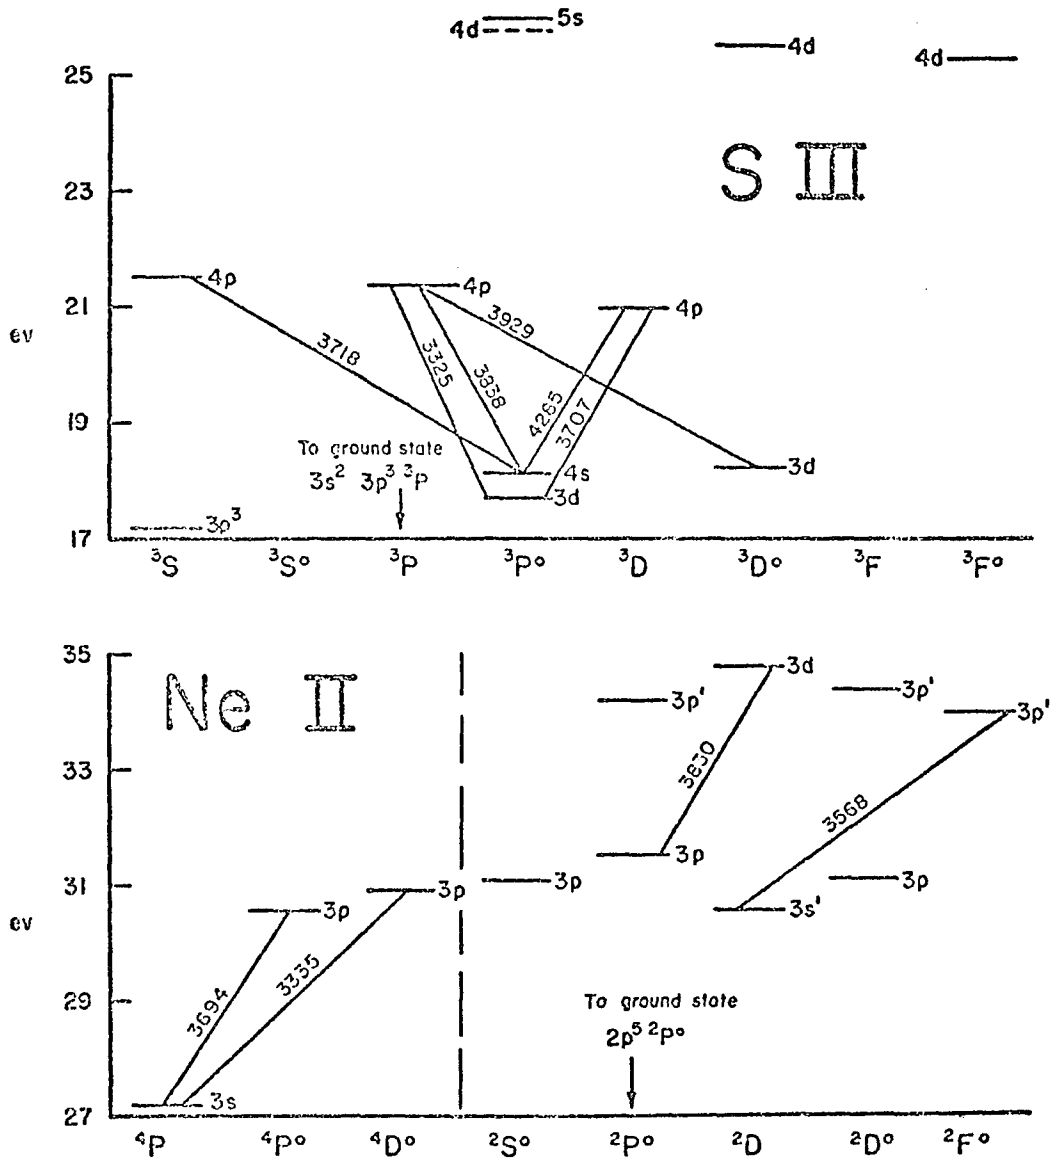 4d 5s
4d
4d
25
S III
23
4p
4p
4p
21
ev
3718
3325
3838
3929
4265
3707
19
To ground state
3s² 3p³ ³P
4s
3d
3d
3p³
17
³S ³S° ³P ³P° ³D ³D° ³F ³F°
35
Ne II
3d
3p'
3p'
3p'
33
3830
3568
3p
31
3p
3p
3p
3p
3s'
ev
3694
3335
29
To ground state
2p⁵ ²P°
3s
27
⁴P ⁴P° ⁴D° ²S° ²P° ²D ²D° ²F°